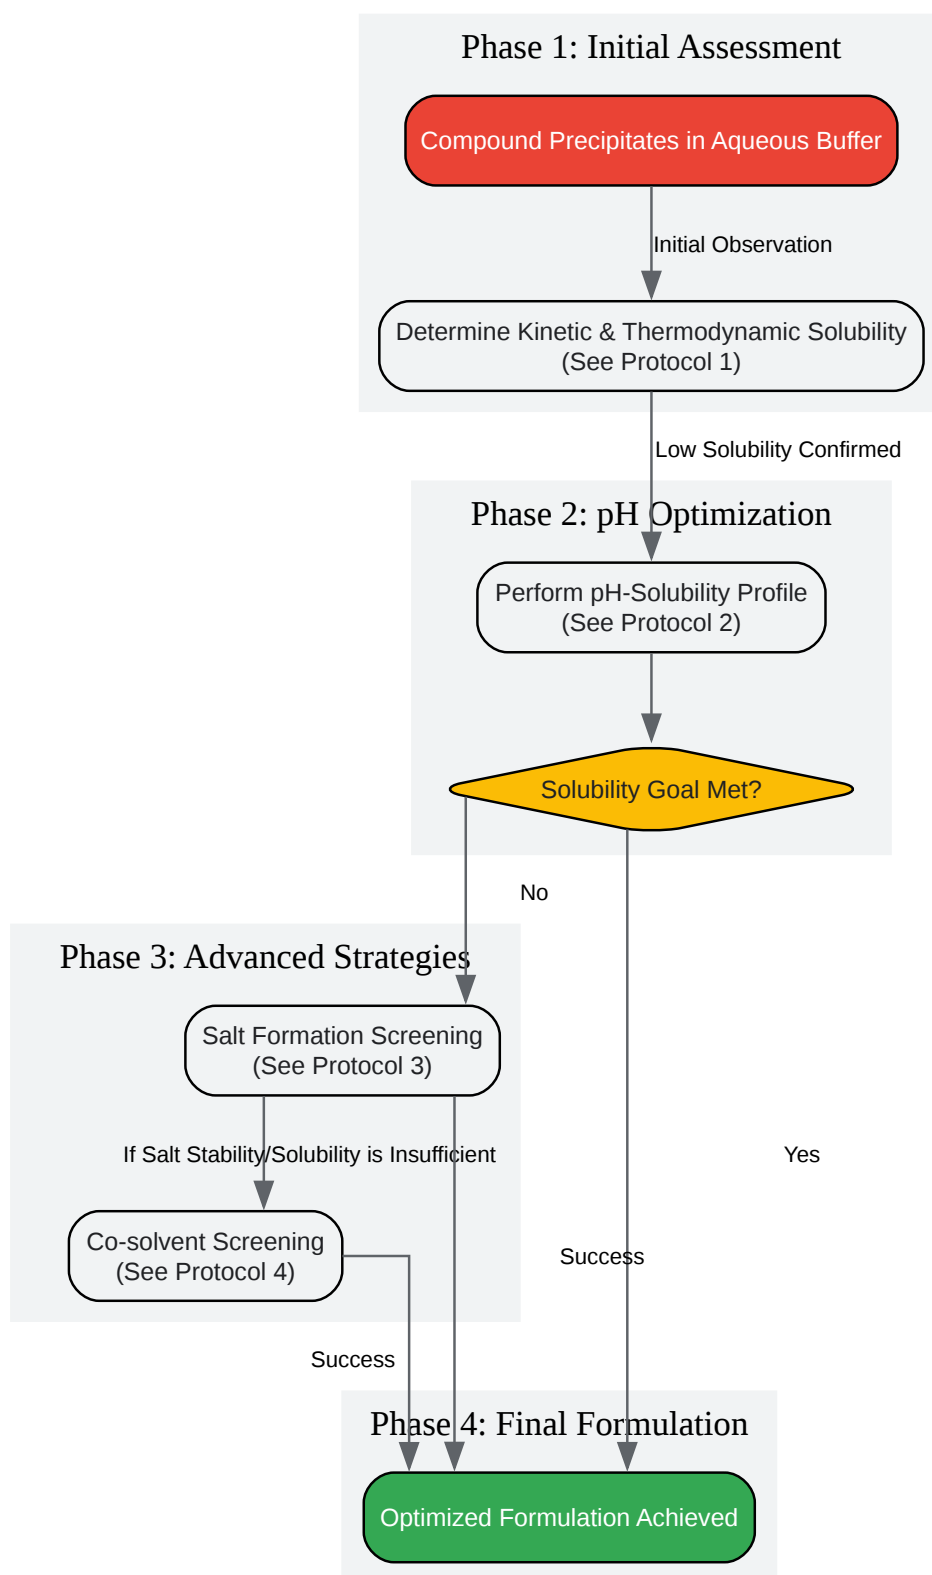 Phase 1: Initial Assessment
Compound Precipitates in Aqueous Buffer
Initial Observation
Determine Kinetic & Thermodynamic Solubility
(See Protocol 1)
Low Solubility Confirmed
Phase 2: pH Optimization
Perform pH-Solubility Profile
(See Protocol 2)
Solubility Goal Met?
No
Phase 3: Advanced Strategies
Salt Formation Screening
(See Protocol 3)
If Salt Stability/Solubility is Insufficient
Yes
Co-solvent Screening
(See Protocol 4)
Success
Success
Phase 4: Final Formulation
Optimized Formulation Achieved